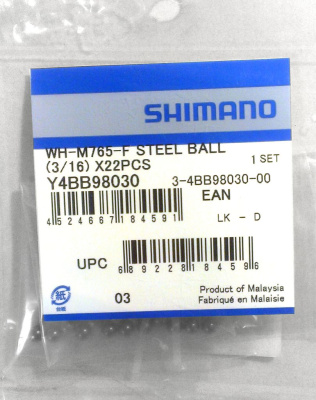 SHIMANO
WH-M765-F STEEL BALL
(3/16) X22PCS 1 SET
Y4BB98030 3-4BB98030-00
EAN
4524667184591
LK - D
UPC
689228184596
03
Product of Malaysia
Fabriqué en Malaisie
紙